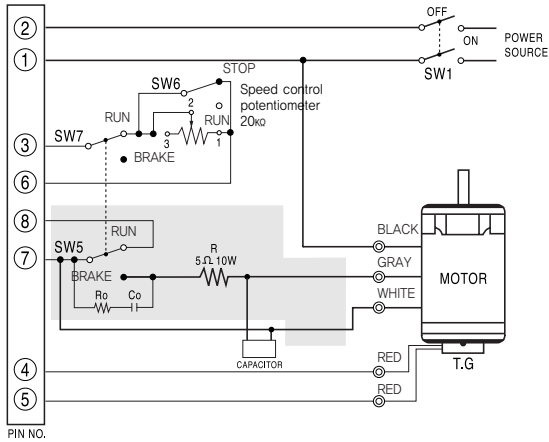 OFF
2
ON
POWER
SOURCE
1
SW1
STOP
SW6
Speed control
potentiometer
20KΩ
RUN
2
RUN
SW7
3
1
3
BRAKE
6
8
RUN
BLACK
SW5
R
5Ω 10W
7
GRAY
BRAKE
MOTOR
Ro
Co
WHITE
CAPACITOR
RED
T.G
4
RED
5
PIN NO.